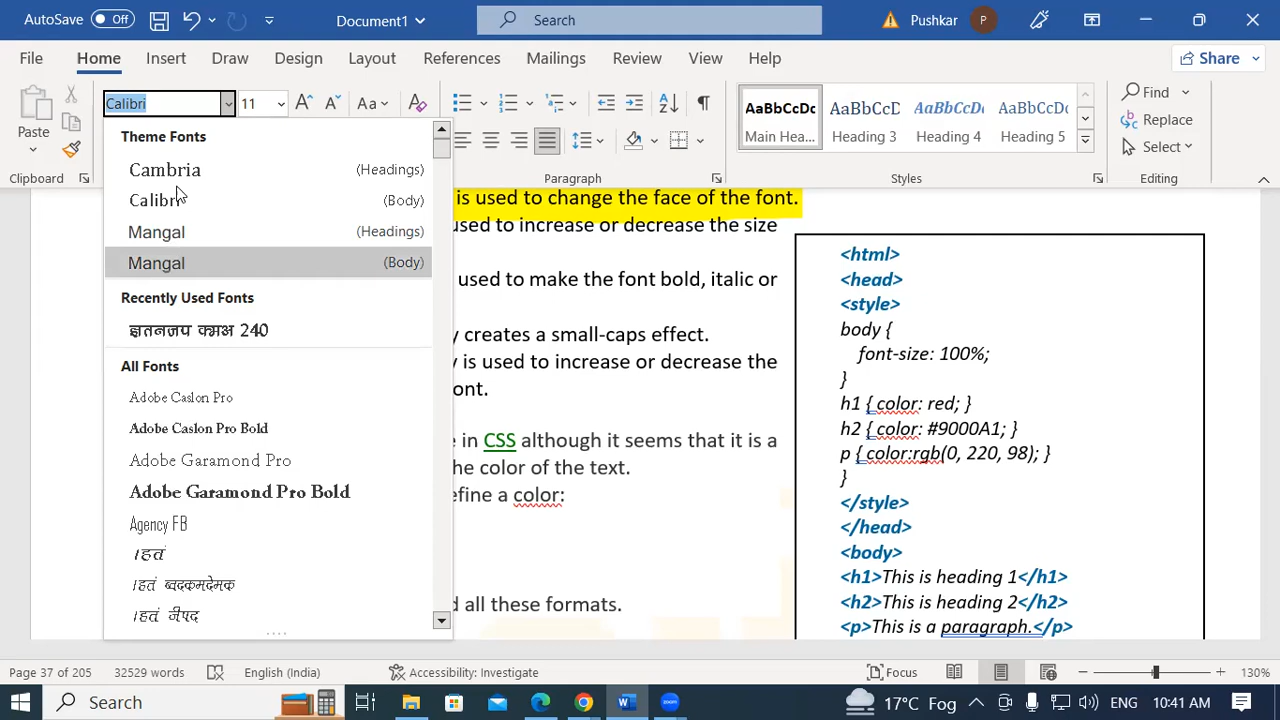 AutoSave Off Document1 Search Pushkar P
File Home Insert Draw Design Layout References Mailings Review View Help Share
Calibri 11 Aa AaBbCcDc AaBbCcD AaBbCcDc AaBbCcDc Find
Paste Main Hea... Heading 3 Heading 4 Heading 5 Replace
Select
Clipboard Paragraph Styles Editing
Theme Fonts
Cambria (Headings)
Calibri (Body)
Mangal (Headings)
Mangal (Body)
Recently Used Fonts
240
All Fonts
Adobe Caslon Pro
Adobe Caslon Pro Bold
Adobe Garamond Pro
Adobe Garamond Pro Bold
Agency FB
is used to change the face of the font.
used to increase or decrease the size
used to make the font bold, italic or
y creates a small-caps effect.
y is used to increase or decrease the
ont.
e in CSS although it seems that it is a
he color of the text.
efine a color:
d all these formats.
<html>
<head>
<style>
body {
font-size: 100%;
}
h1 { color: red; }
h2 { color: #9000A1; }
p { color:rgb(0, 220, 98); }
}
</style>
</head>
<body>
<h1>This is heading 1</h1>
<h2>This is heading 2</h2>
<p>This is a paragraph.</p>
Page 37 of 205 32529 words English (India) Accessibility: Investigate Focus 130%
Search 17°C Fog ENG 10:41 AM